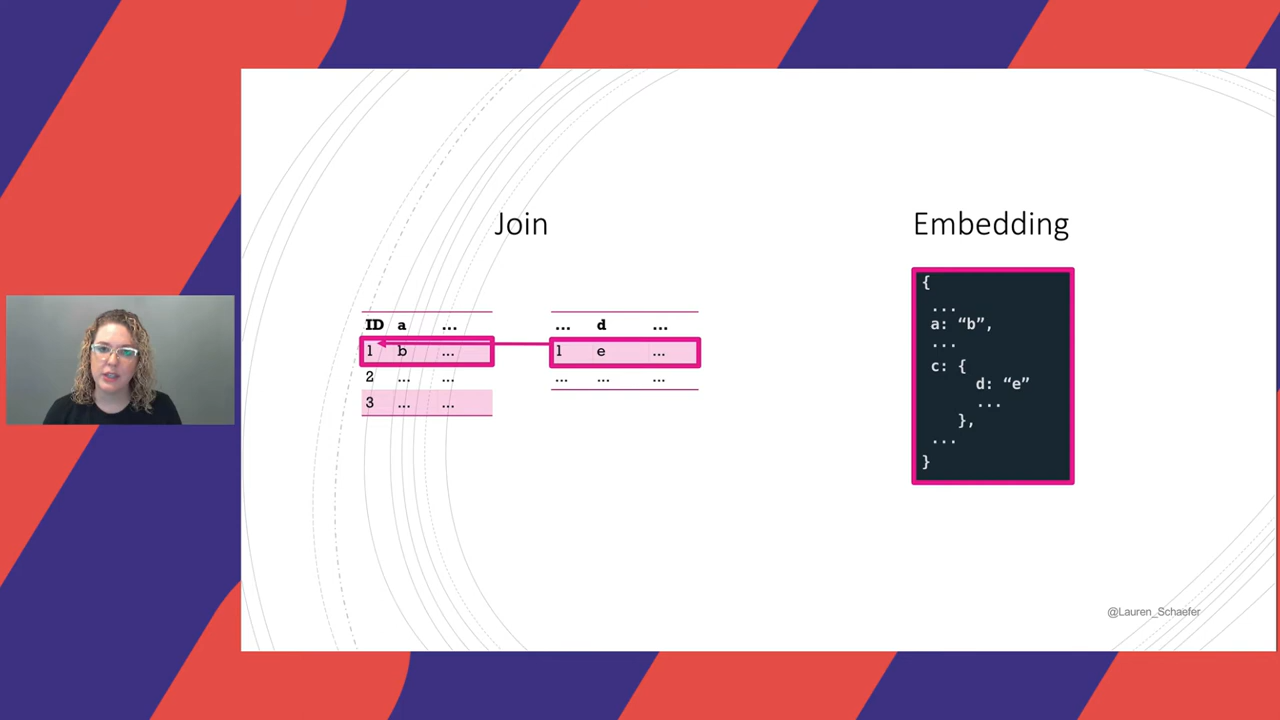 Join
Embedding
ID a ...
1 b ...
2 ... ...
3 ... ...
... d ...
1 e ...
... ... ...
{
...
a: “b”,
...
c: {
d: “e”
...
},
...
}
@Lauren_Schaefer